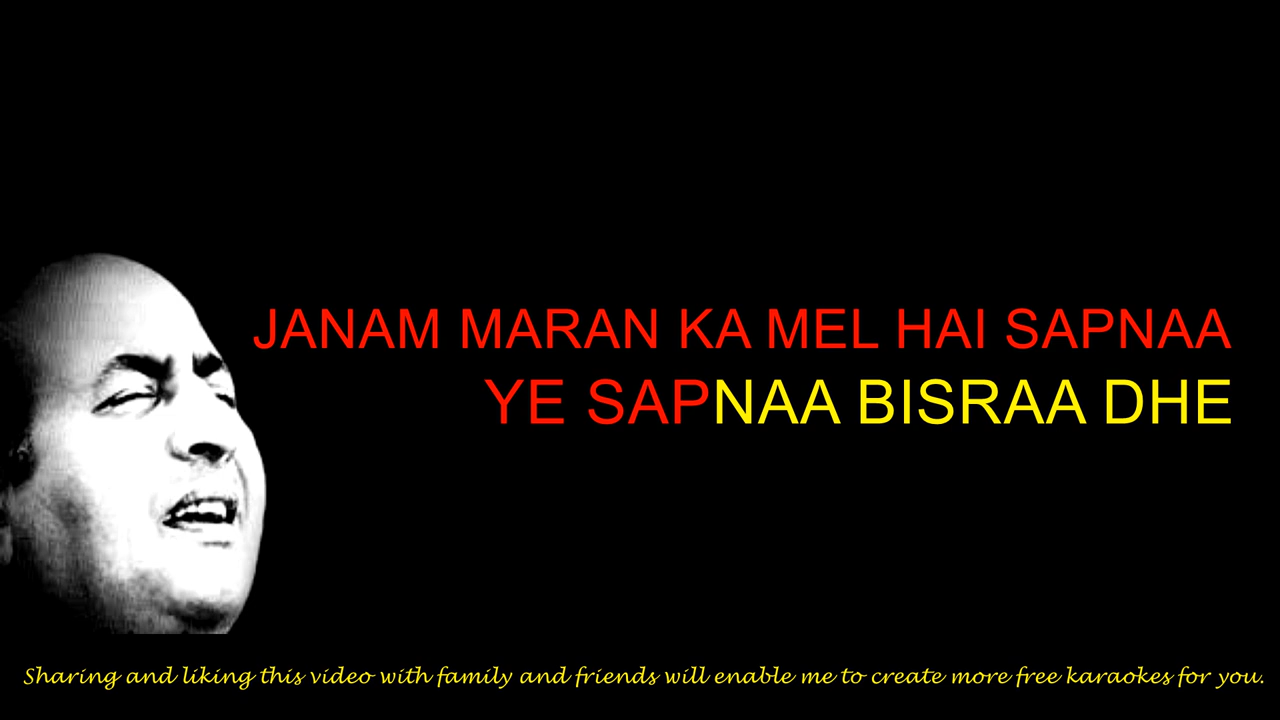 JANAM MARAN KA MEL HAI SAPNAA
YE SAPNAA BISRAA DHE
Sharing and liking this video with family and friends will enable me to create more free karaokes for you.